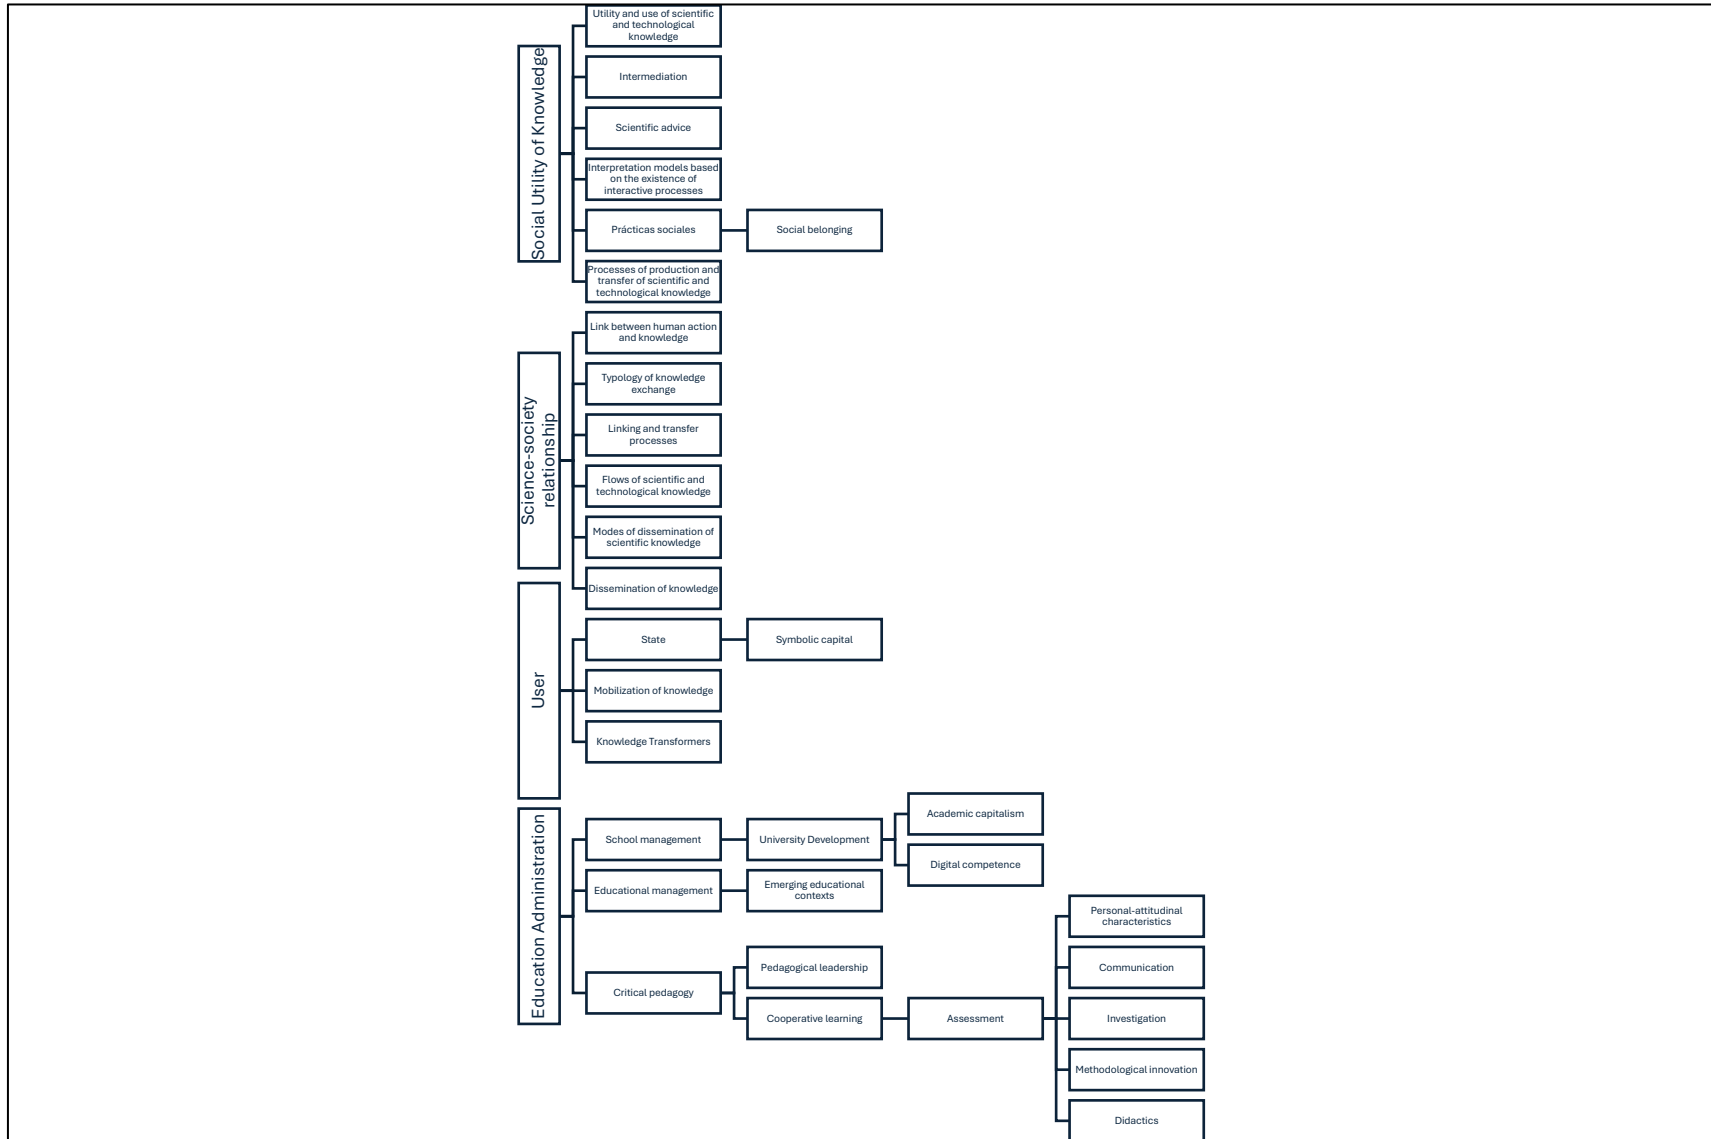 Social Utility of Knowledge
Utility and use of scientific
and technological
knowledge
Intermediation
Scientific advice
Interpretation models based
on the existence of
interactive processes
Prácticas sociales
Social belonging
Processes of production and
transfer of scientific and
technological knowledge
Science-society
relationship
Link between human action
and knowledge
Typology of knowledge
exchange
Linking and transfer
processes
Flows of scientific and
technological knowledge
Modes of dissemination of
scientific knowledge
Dissemination of knowledge
User
State
Symbolic capital
Mobilization of knowledge
Knowledge Transformers
Education Administration
School management
University Development
Academic capitalism
Digital competence
Educational management
Emerging educational
contexts
Critical pedagogy
Pedagogical leadership
Cooperative learning
Assessment
Personal-attitudinal
characteristics
Communication
Investigation
Methodological innovation
Didactics